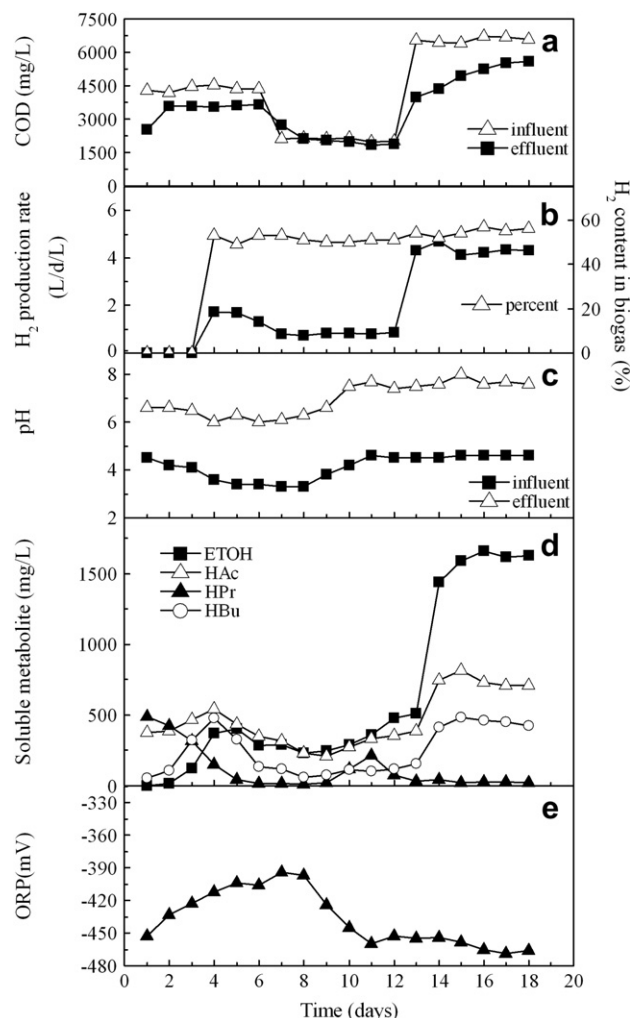 7500
6000
4500
3000
1500
0
COD (mg/L)
a
influent
effluent
6
4
2
0
H2 production rate
(L/d/L)
b
percent
60
40
20
0
H2 content in
biogas (%)
8
6
4
2
pH
c
influent
effluent
1500
1000
500
0
Soluble metabolite (mg/L)
d
ETOH
HAc
HPr
HBu
-330
-360
-390
-420
-450
-480
ORP(mV)
e
0 2 4 6 8 10 12 14 16 18 20
Time (days)